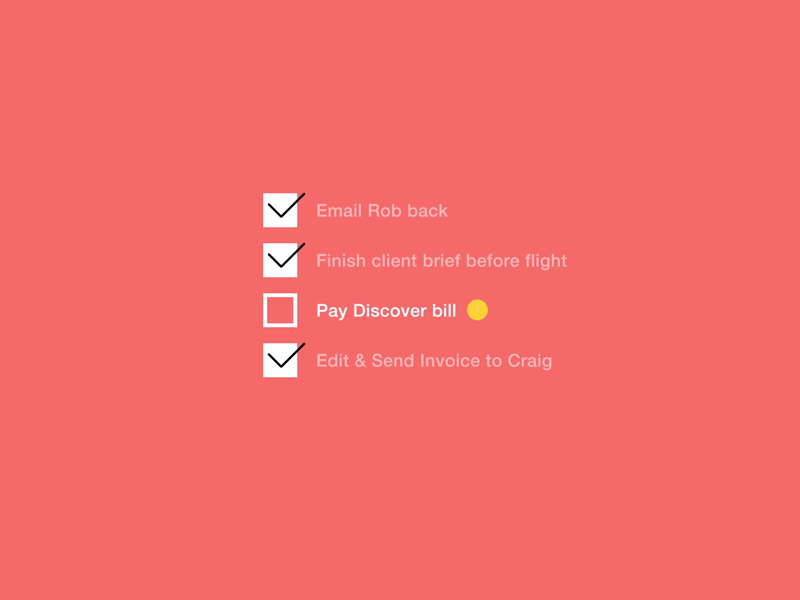 Email Rob back
Finish client brief before flight
Pay Discover bill
Edit & Send Invoice to Craig